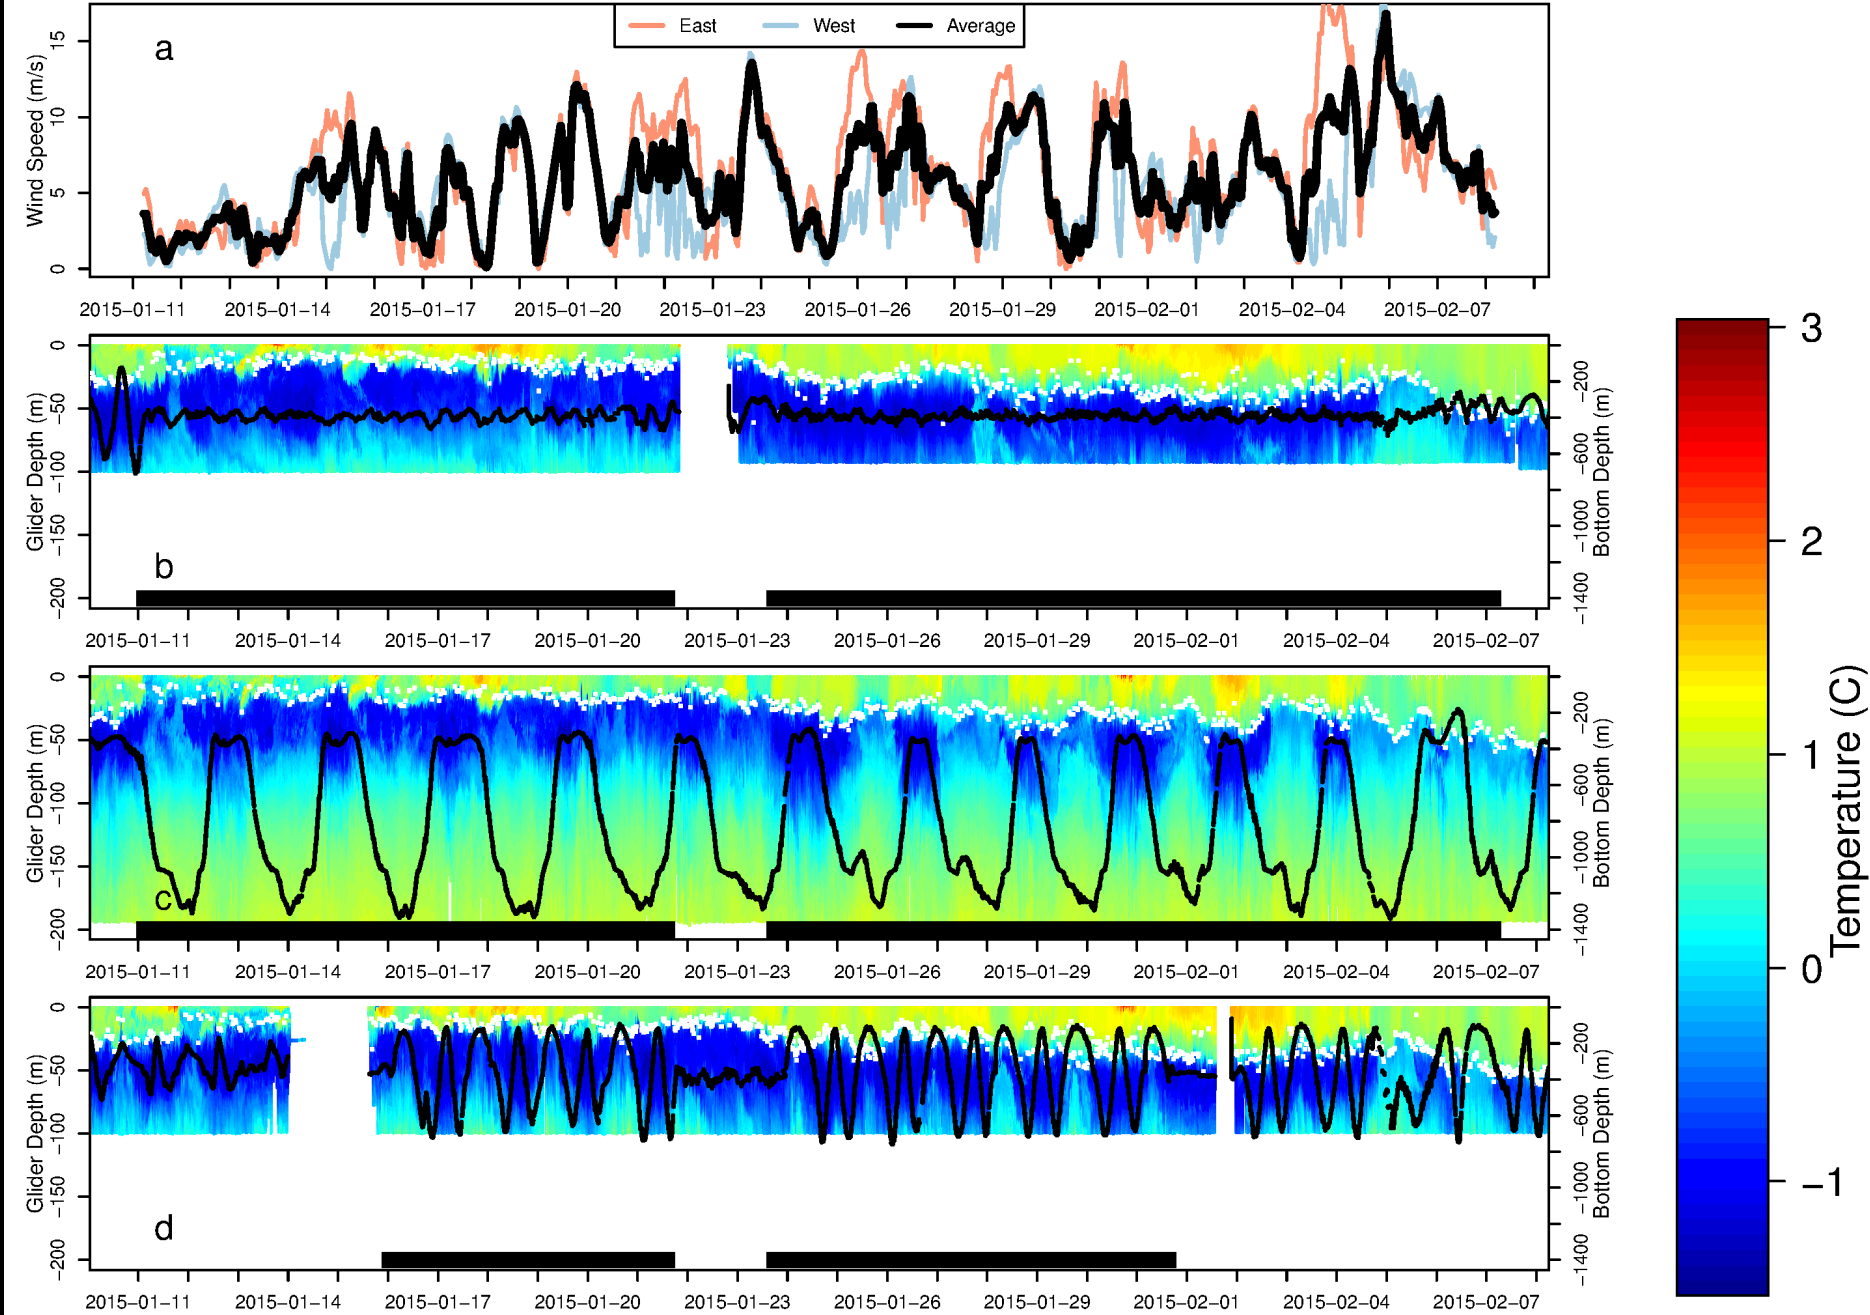 East West Average
a
Wind Speed (m/s)
0 5 10 15
2015−01−11 2015−01−14 2015−01−17 2015−01−20 2015−01−23 2015−01−26 2015−01−29 2015−02−01 2015−02−04 2015−02−07
b
Glider Depth (m)
0 −50 −100 −150 −200
Bottom Depth (m)
−200 −600 −1000 −1400
2015−01−11 2015−01−14 2015−01−17 2015−01−20 2015−01−23 2015−01−26 2015−01−29 2015−02−01 2015−02−04 2015−02−07
c
Glider Depth (m)
0 −50 −100 −150 −200
Bottom Depth (m)
−200 −600 −1000 −1400
2015−01−11 2015−01−14 2015−01−17 2015−01−20 2015−01−23 2015−01−26 2015−01−29 2015−02−01 2015−02−04 2015−02−07
d
Glider Depth (m)
0 −50 −100 −150 −200
Bottom Depth (m)
−200 −600 −1000 −1400
2015−01−11 2015−01−14 2015−01−17 2015−01−20 2015−01−23 2015−01−26 2015−01−29 2015−02−01 2015−02−04 2015−02−07
3
2
1
0
−1
Temperature (C)